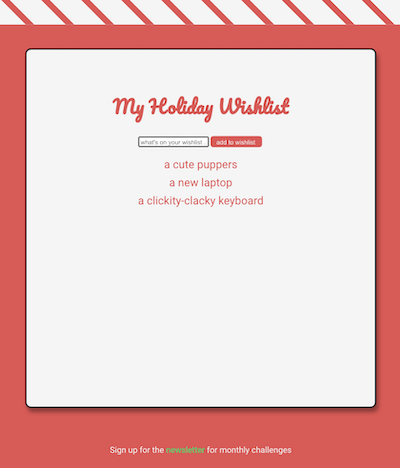 My Holiday Wishlist
what's on your wishlist add to wishlist
a cute puppers
a new laptop
a clickity-clacky keyboard
Sign up for the newsletter for monthly challenges